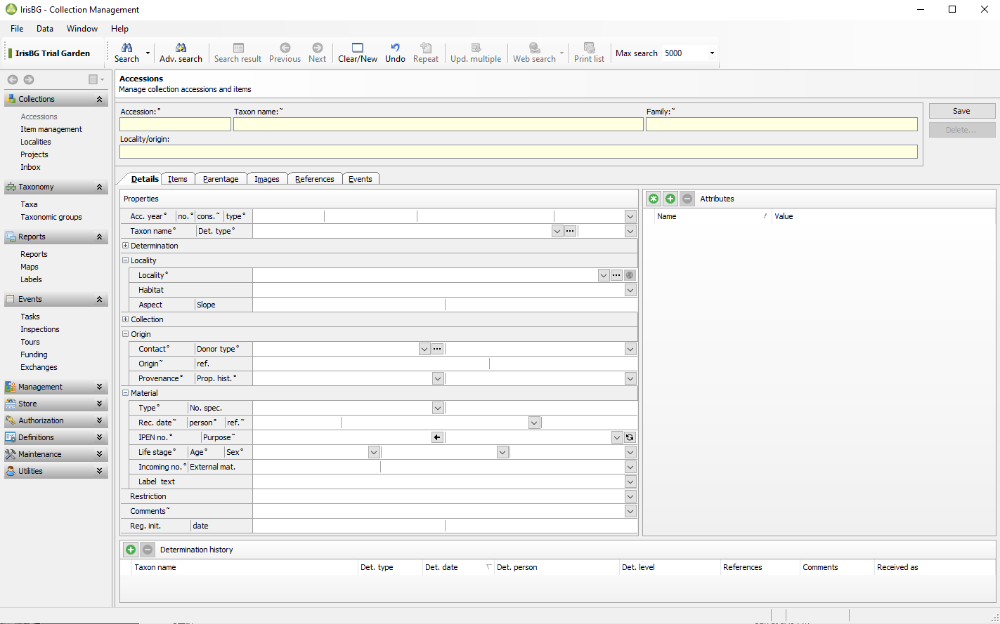 IrisBG - Collection Management
File Data Window Help
IrisBG Trial Garden Search Adv. search Search result Previous Next Clear/New Undo Repeat Upd. multiple Web search Print list Max search 5000
Collections
Accessions
Item management
Localities
Projects
Inbox
Taxonomy
Taxa
Taxonomic groups
Reports
Reports
Maps
Labels
Events
Tasks
Inspections
Tours
Funding
Exchanges
Management
Store
Authorization
Definitions
Maintenance
Utilities
Accessions
Manage collection accessions and items
Accession:° Taxon name:~ Family:~
Locality/origin:
Save
Delete...
Details Items Parentage Images References Events
Properties
Acc. year° no.° cons.~ type°
Taxon name° Det. type°
Determination
Locality
Locality°
Habitat
Aspect Slope
Collection
Origin
Contact° Donor type°
Origin~ ref.
Provenance° Prop. hist.°
Material
Type° No. spec.
Rec. date~ person° ref.~
IPEN no.° Purpose~
Life stage° Age° Sex°
Incoming no.° External mat.
Label text
Restriction
Comments~
Reg. init. date
Attributes
Name Value
Determination history
Taxon name Det. type Det. date Det. person Det. level References Comments Received as